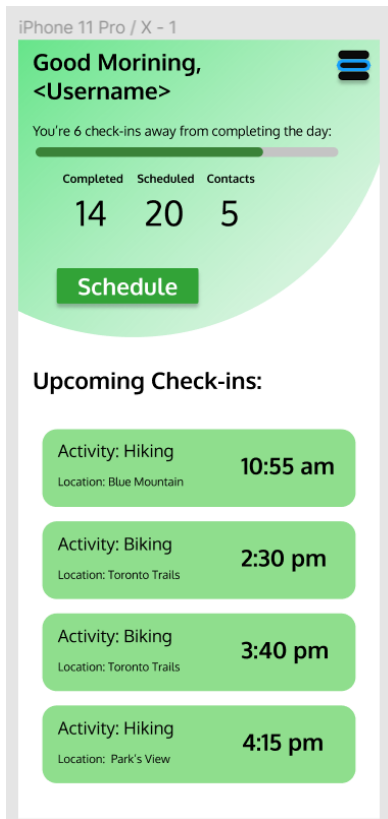 iPhone 11 Pro / X - 1
Good Morining,
<Username>
You're 6 check-ins away from completing the day:
Completed Scheduled Contacts
14 20 5
Schedule
Upcoming Check-ins:
Activity: Hiking
Location: Blue Mountain
10:55 am
Activity: Biking
Location: Toronto Trails
2:30 pm
Activity: Biking
Location: Toronto Trails
3:40 pm
Activity: Hiking
Location: Park's View
4:15 pm